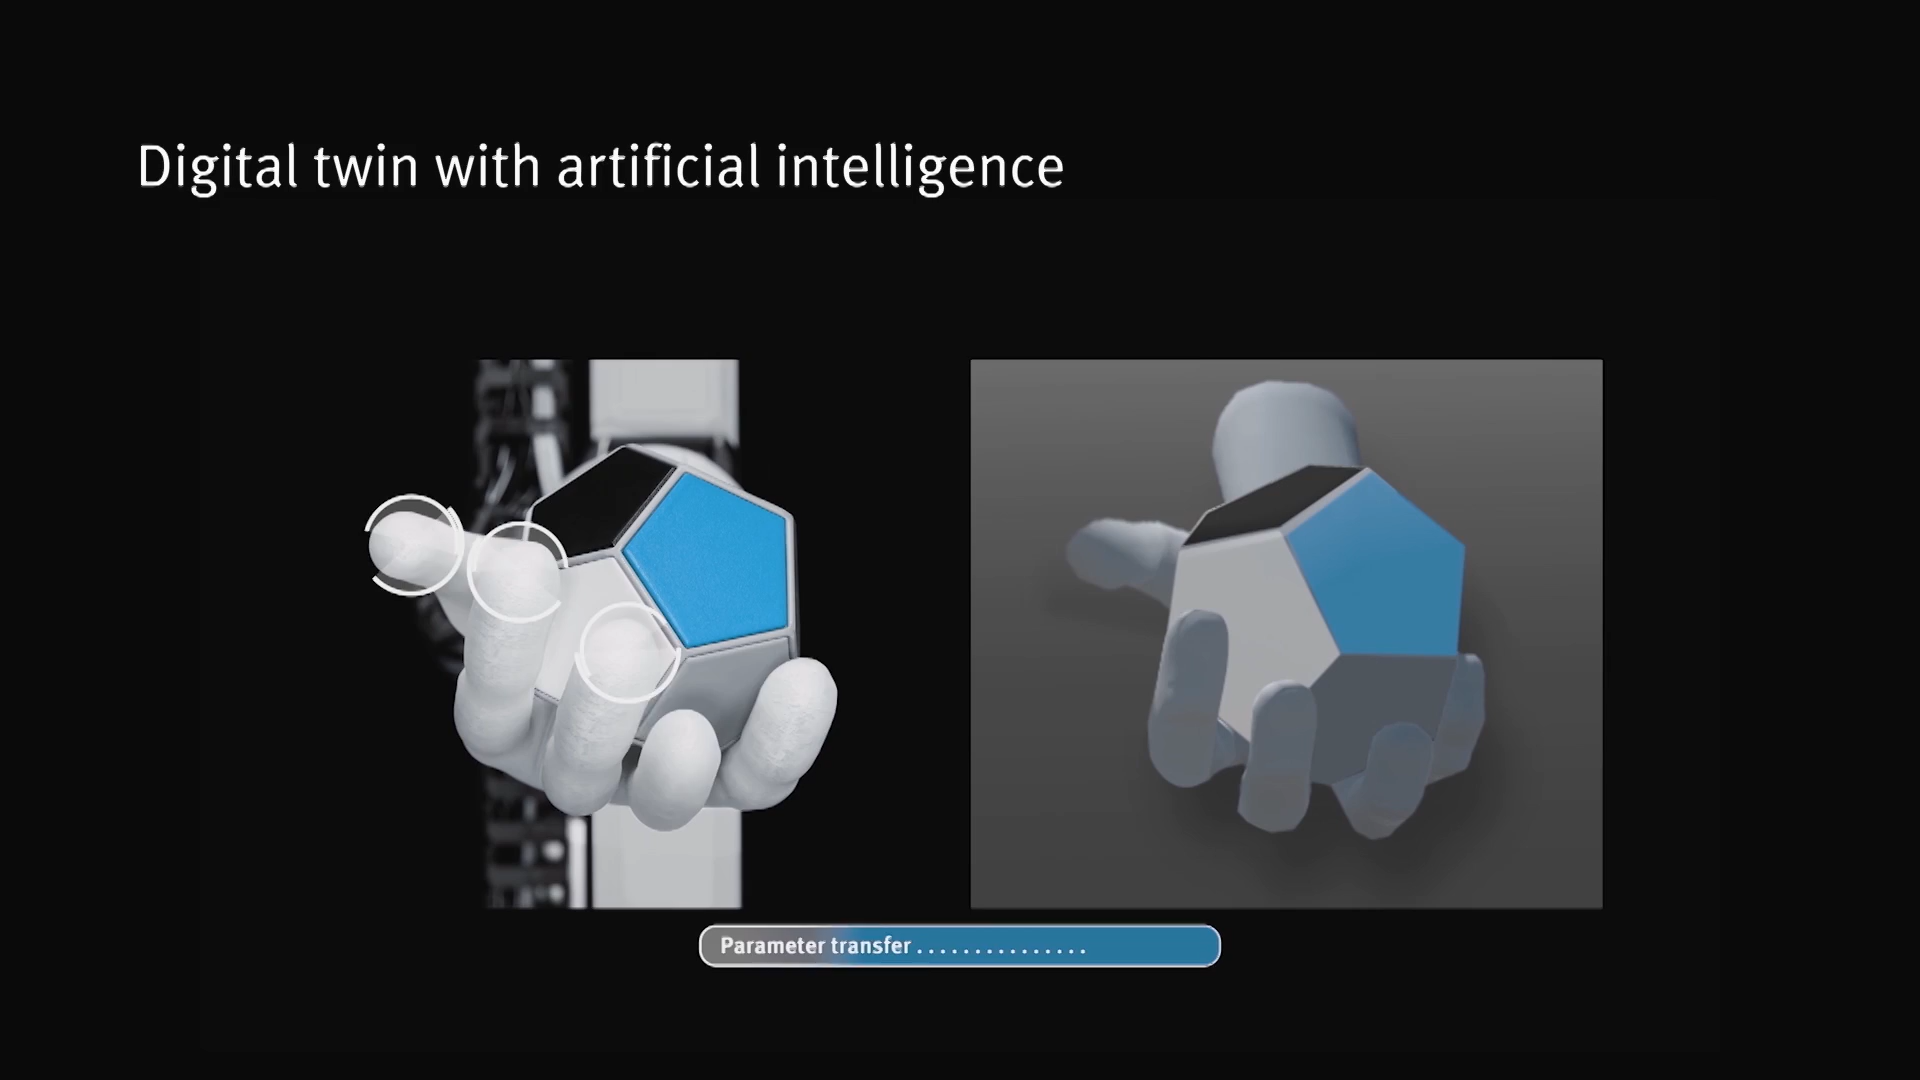 Digital twin with artificial intelligence
Parameter transfer . . . . . . . . . . . . . . .